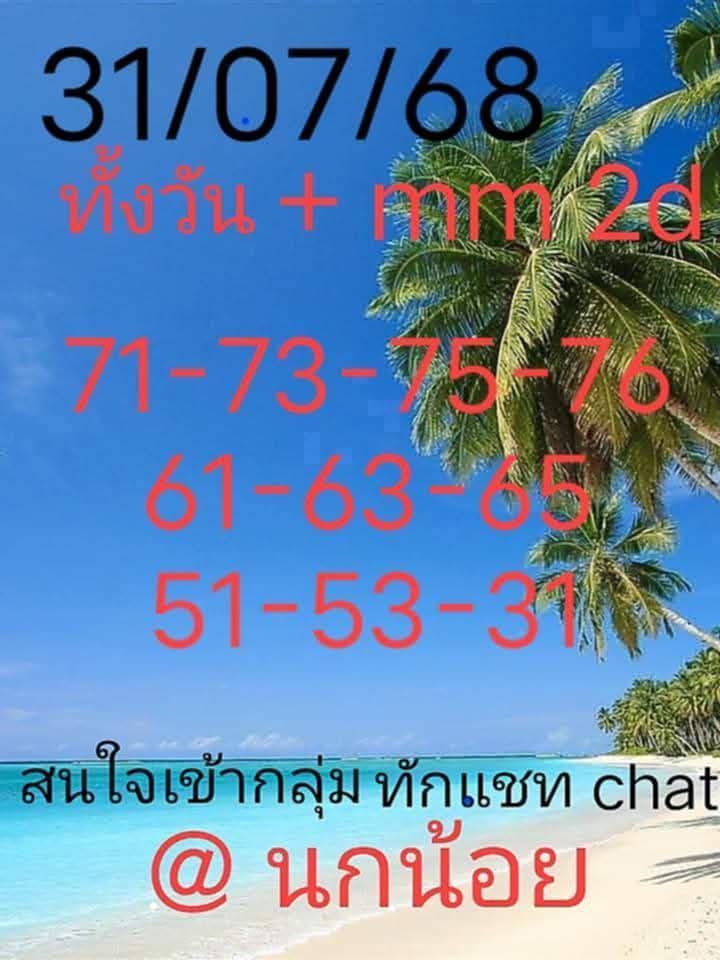 31/07/68
ทั้งวัน + mm 2d
71-73-75-76
61-63-65
51-53-31
สนใจเข้ากลุ่ม ทักแชท chat
@ นกน้อย